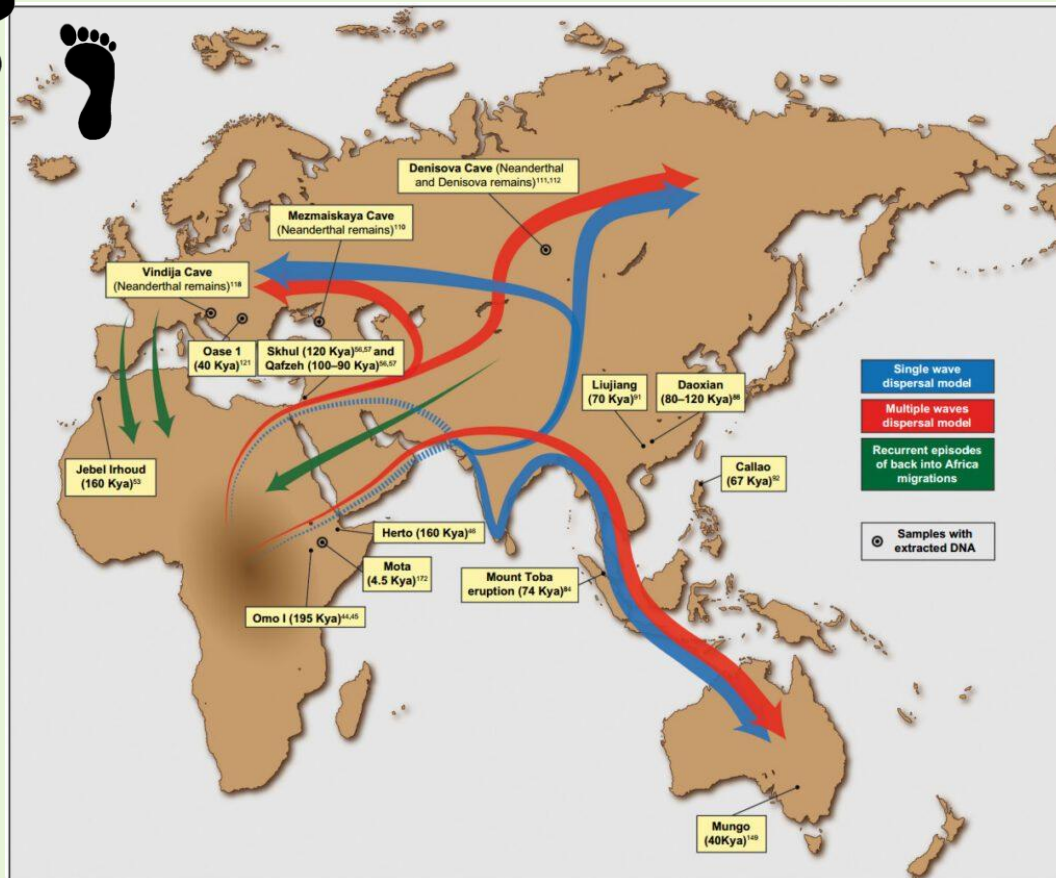 Denisova Cave (Neanderthal
and Denisova remains)¹¹¹,¹¹²
Mezmaiskaya Cave
(Neanderthal remains)¹¹⁰
Vindija Cave
(Neanderthal remains)¹¹⁸
Oase 1
(40 Kya)¹²¹
Skhul (120 Kya)⁵⁶,⁵⁷ and
Qafzeh (100–90 Kya)⁵⁶,⁵⁷
Liujiang
(70 Kya)⁹¹
Daoxian
(80–120 Kya)⁸⁸
Single wave
dispersal model
Multiple waves
dispersal model
Recurrent episodes
of back into Africa
migrations
Jebel Irhoud
(160 Kya)⁵³
Callao
(67 Kya)⁹²
Herto (160 Kya)⁴⁶
Samples with
extracted DNA
Mota
(4.5 Kya)¹⁷²
Mount Toba
eruption (74 Kya)⁸⁴
Omo I (195 Kya)⁴⁴,⁴⁵
Mungo
(40Kya)¹⁴⁹